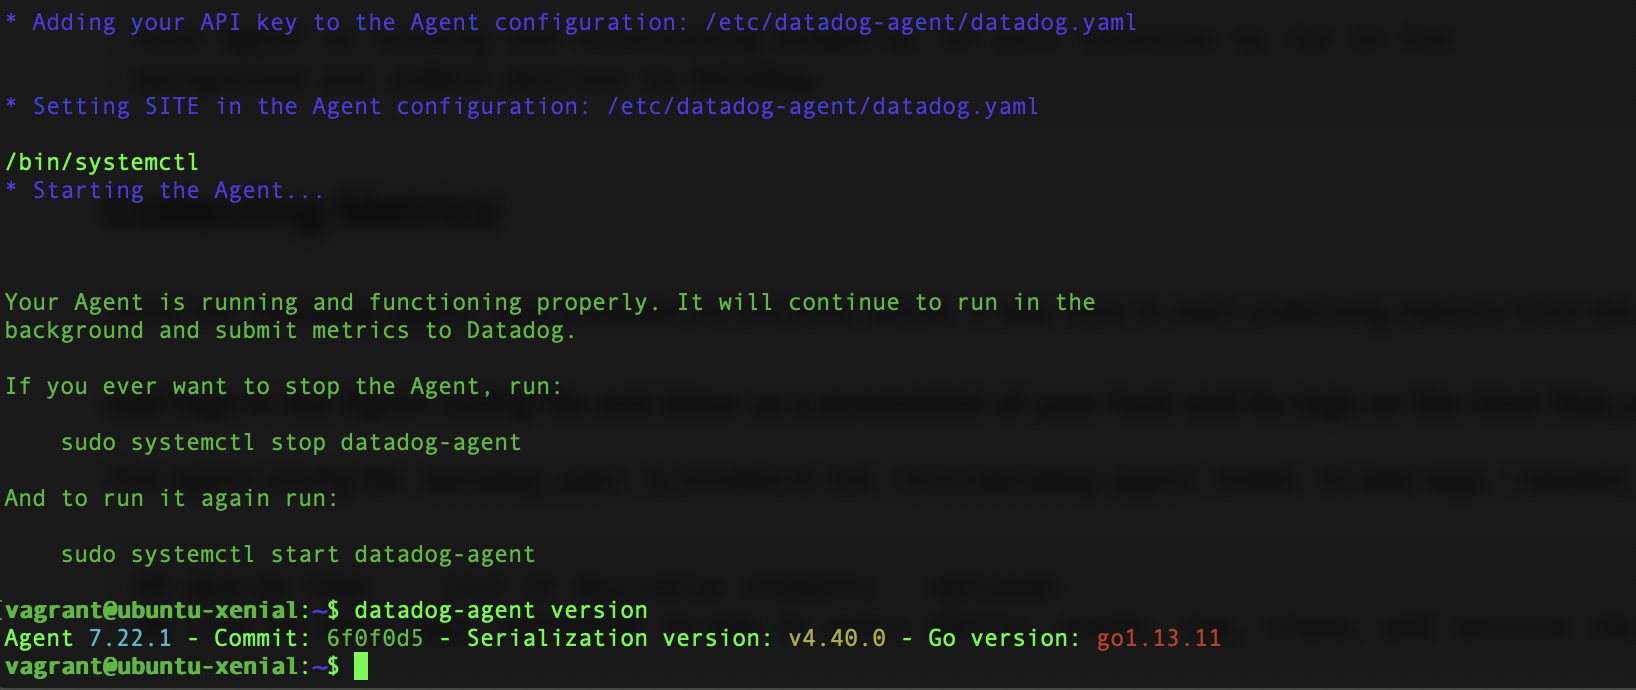 * Adding your API key to the Agent configuration: /etc/datadog-agent/datadog.yaml
* Setting SITE in the Agent configuration: /etc/datadog-agent/datadog.yaml
/bin/systemctl
* Starting the Agent...
Your Agent is running and functioning properly. It will continue to run in the
background and submit metrics to Datadog.
If you ever want to stop the Agent, run:
sudo systemctl stop datadog-agent
And to run it again run:
sudo systemctl start datadog-agent
vagrant@ubuntu-xenial:~$ datadog-agent version
Agent 7.22.1 - Commit: 6f0f0d5 - Serialization version: v4.40.0 - Go version: go1.13.11
vagrant@ubuntu-xenial:~$